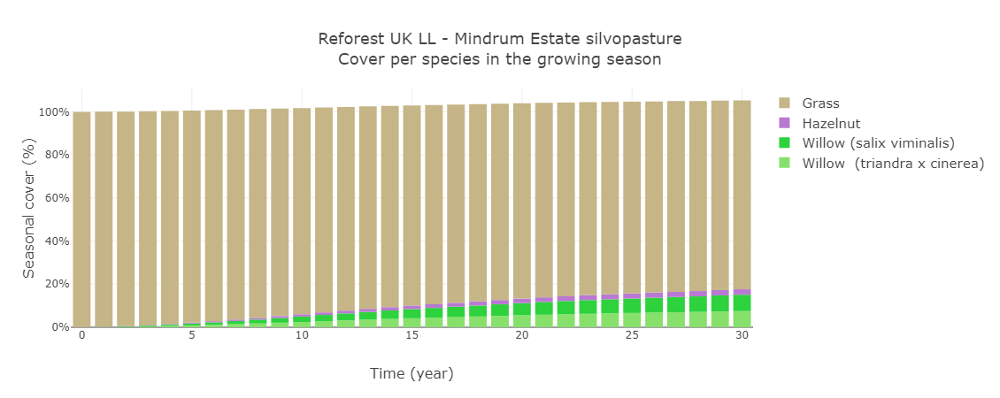 Reforest UK LL - Mindrum Estate silvopasture
Cover per species in the growing season
Seasonal cover (%)
100%
80%
60%
40%
20%
0%
0
5
10
15
20
25
30
Time (year)
Grass
Hazelnut
Willow (salix viminalis)
Willow  (triandra x cinerea)